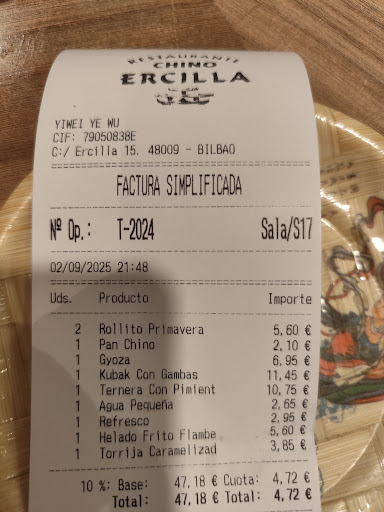 RESTAURANTE
CHINO
ERCILLA
YIWEI YE WU
CIF: 79050838E
C:/ Ercilla 15. 48009 - BILBAO
FACTURA SIMPLIFICADA
Nº Op.: T-2024 Sala/S17
02/09/2025 21:48
Uds. Producto Importe
2 Rollito Primavera 5,60 €
1 Pan Chino 2,10 €
1 Gyoza 6,95 €
1 Kubak Con Gambas 11,45 €
1 Ternera Con Pimient 10,75 €
1 Agua Pequeña 2,65 €
1 Refresco 2,95 €
1 Helado Frito Flambe 5,60 €
1 Torrija Caramelizad 3,85 €
10 %: Base: 47,18 € Cuota: 4,72 €
Total: 47,18 € Total: 4,72 €